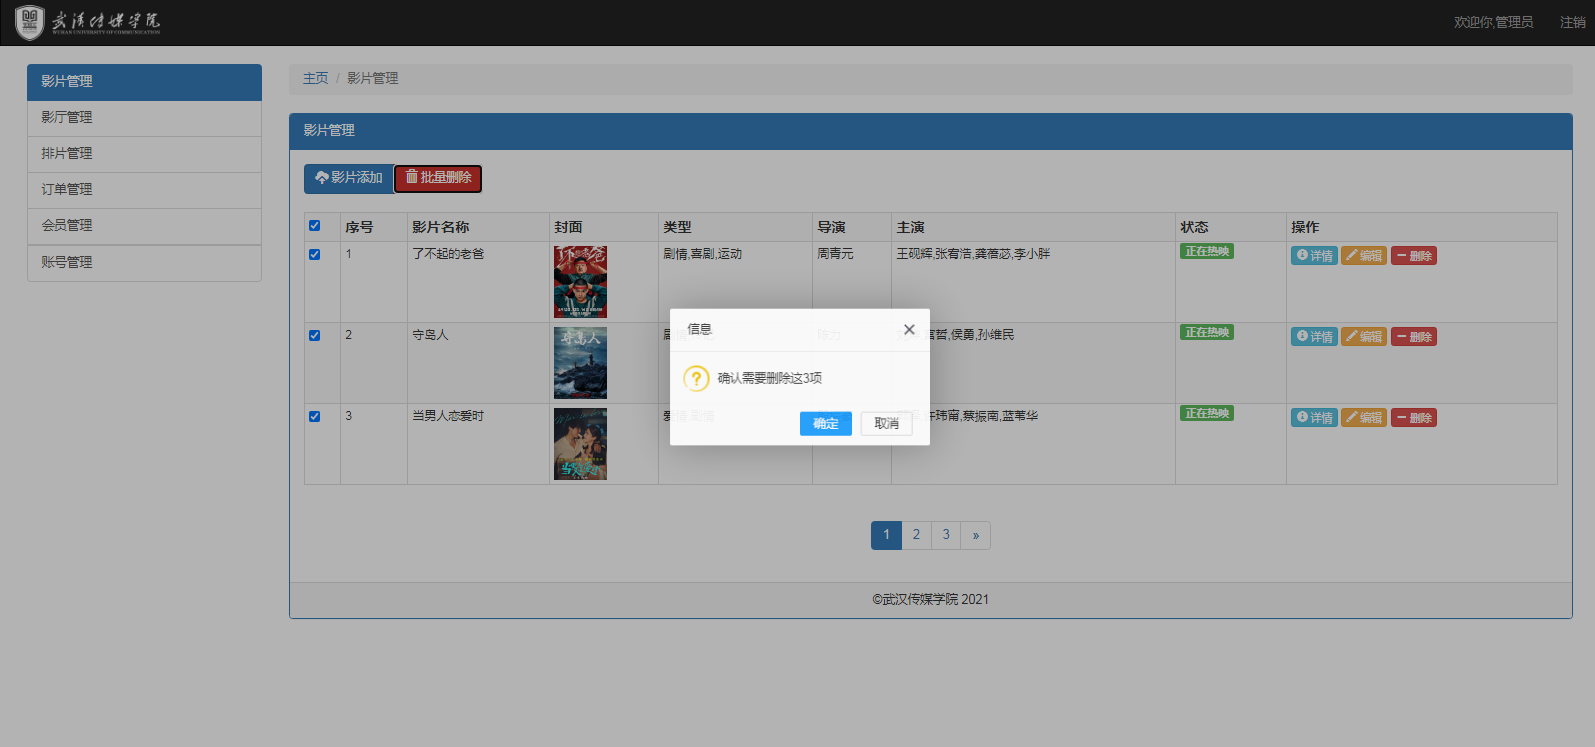 武汉传媒学院
WUHAN UNIVERSITY OF COMMUNICATION
欢迎你,管理员 注销
影片管理
影厅管理
排片管理
订单管理
会员管理
账号管理
主页 / 影片管理
影片管理
影片添加 批量删除
序号 影片名称 封面 类型 导演 主演 状态 操作
1 了不起的老爸 剧情,喜剧,运动 周青元 王砚辉,张宥浩,龚蓓苾,李小胖 正在热映 详情 编辑 删除
2 守岛人 守岛人 宫哲,侯勇,孙维民 正在热映 详情 编辑 删除
3 当男人恋爱时 许玮甯,蔡振南,蓝苇华 正在热映 详情 编辑 删除
信息
确认需要删除这3项
确定 取消
1 2 3 »
©武汉传媒学院 2021